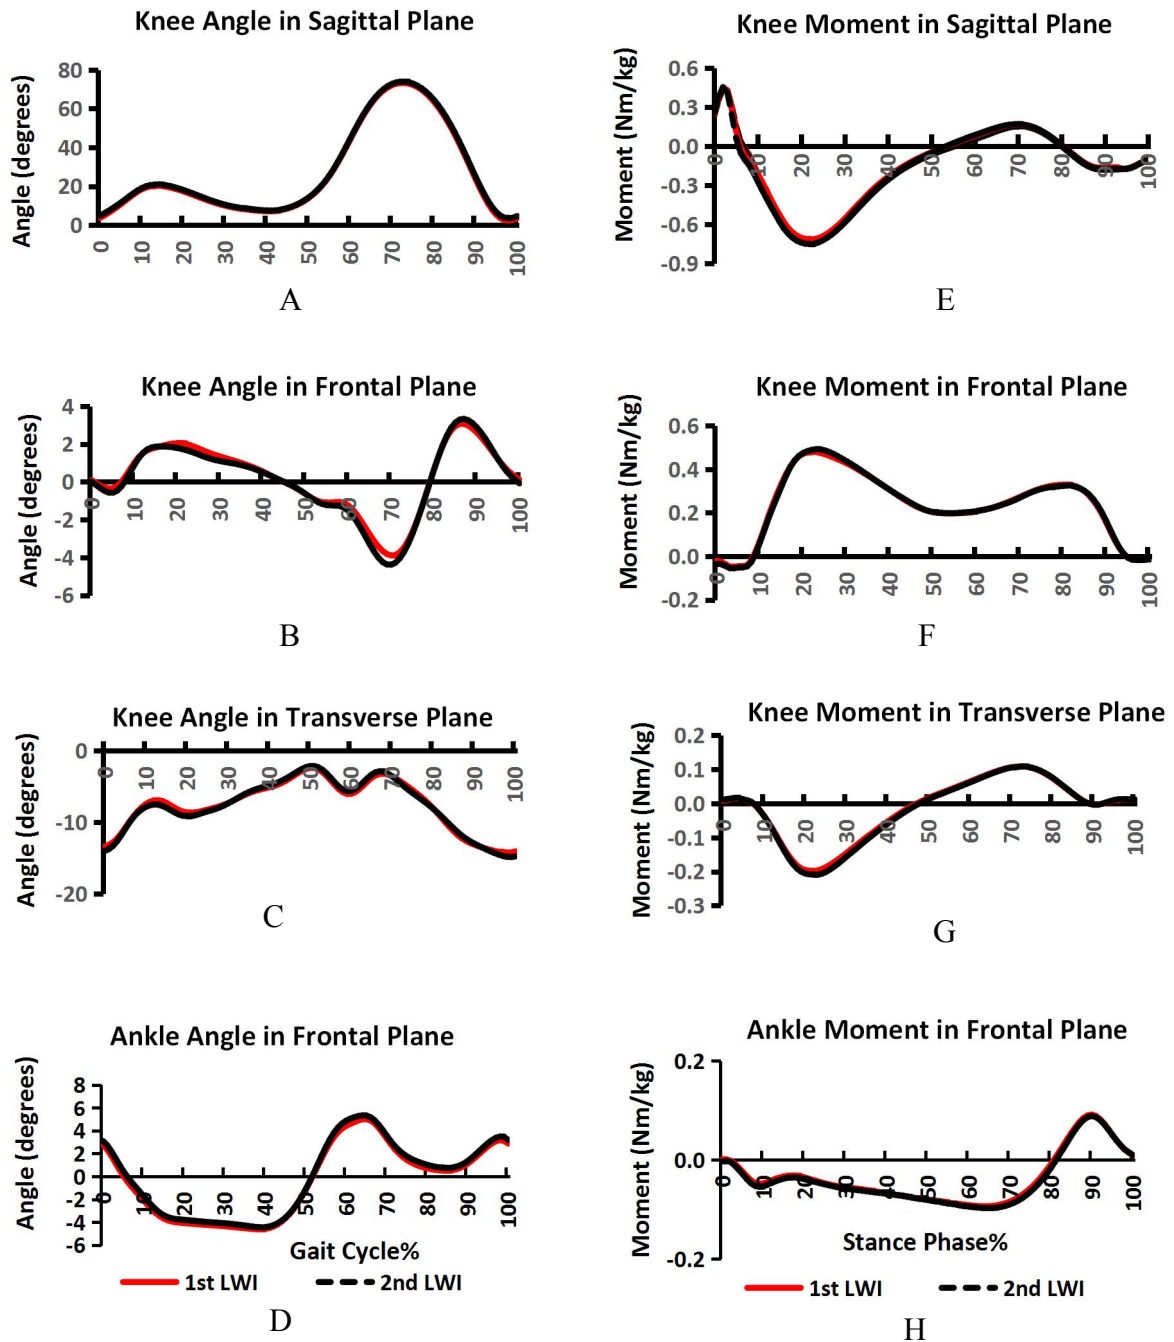 Knee Angle in Sagittal Plane
Angle (degrees)
80
60
40
20
0
0 10 20 30 40 50 60 70 80 90 100
A
Knee Angle in Frontal Plane
Angle (degrees)
4
2
0
-2
-4
-6
0 10 20 30 40 50 60 70 80 90 100
B
Knee Angle in Transverse Plane
Angle (degrees)
0
-10
-20
0 10 20 30 40 50 60 70 80 90 100
C
Ankle Angle in Frontal Plane
Angle (degrees)
8
6
4
2
0
-2
-4
-6
0 10 20 30 40 50 60 70 80 90 100
Gait Cycle%
1st LWI 2nd LWI
D
Knee Moment in Sagittal Plane
Moment (Nm/kg)
0.6
0.3
0.0
-0.3
-0.6
-0.9
0 10 20 30 40 50 60 70 80 90 100
E
Knee Moment in Frontal Plane
Moment (Nm/kg)
0.6
0.4
0.2
0.0
-0.2
0 10 20 30 40 50 60 70 80 90 100
F
Knee Moment in Transverse Plane
Moment (Nm/kg)
0.2
0.1
0.0
-0.1
-0.2
-0.3
0 10 20 30 40 50 60 70 80 90 100
G
Ankle Moment in Frontal Plane
Moment (Nm/kg)
0.2
0.0
-0.2
0 10 20 30 40 50 60 70 80 90 100
Stance Phase%
1st LWI 2nd LWI
H